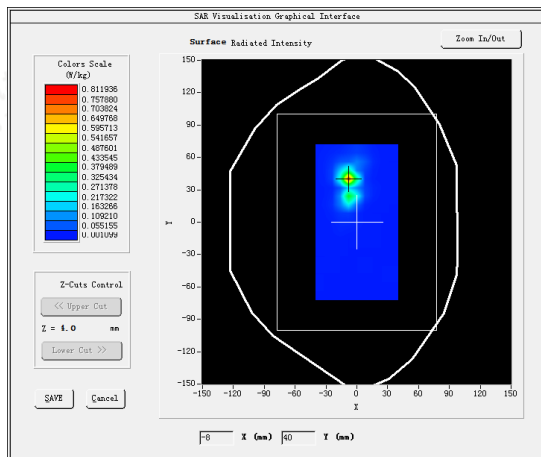 SAR Visualisation Graphical Interface
Surface Radiated Intensity
Zoom In/Out
Colors Scale
(W/kg)
0.811936
0.757880
0.703824
0.649768
0.595713
0.541657
0.487601
0.433545
0.379489
0.325434
0.271378
0.217322
0.163266
0.109210
0.055155
0.001099
Z-Cuts Control
<< Upper Cut
Z = 4.0 mm
Lower Cut >>
SAVE
Cancel
150
120
90
60
30
0
-30
-60
-90
-120
-150
Y
-150 -120 -90 -60 -30 0 30 60 90 120 150
X
-8 X (mm) 40 Y (mm)